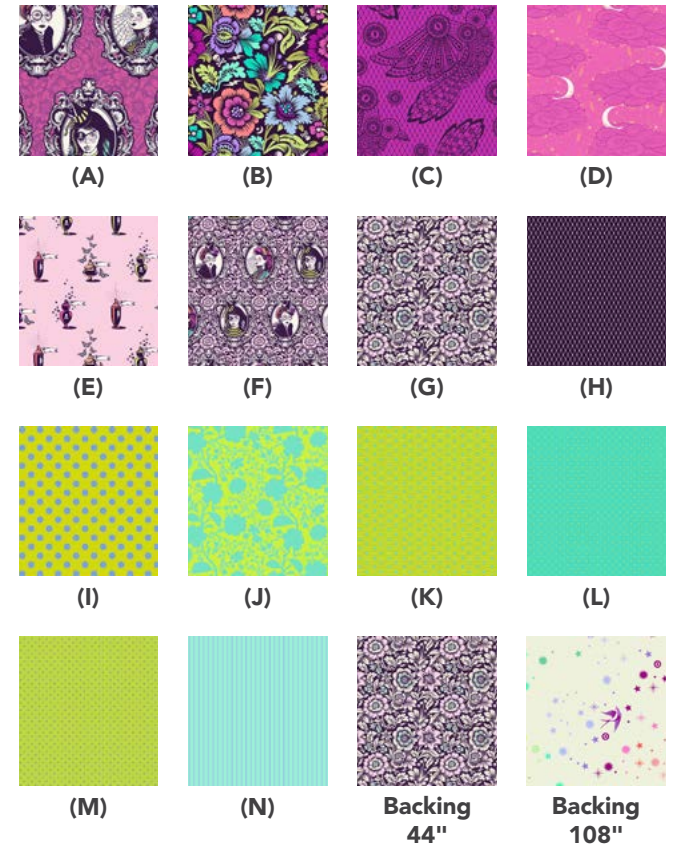 (A)
(B)
(C)
(D)
(E)
(F)
(G)
(H)
(I)
(J)
(K)
(L)
(M)
(N)
Backing
44"
Backing
108"